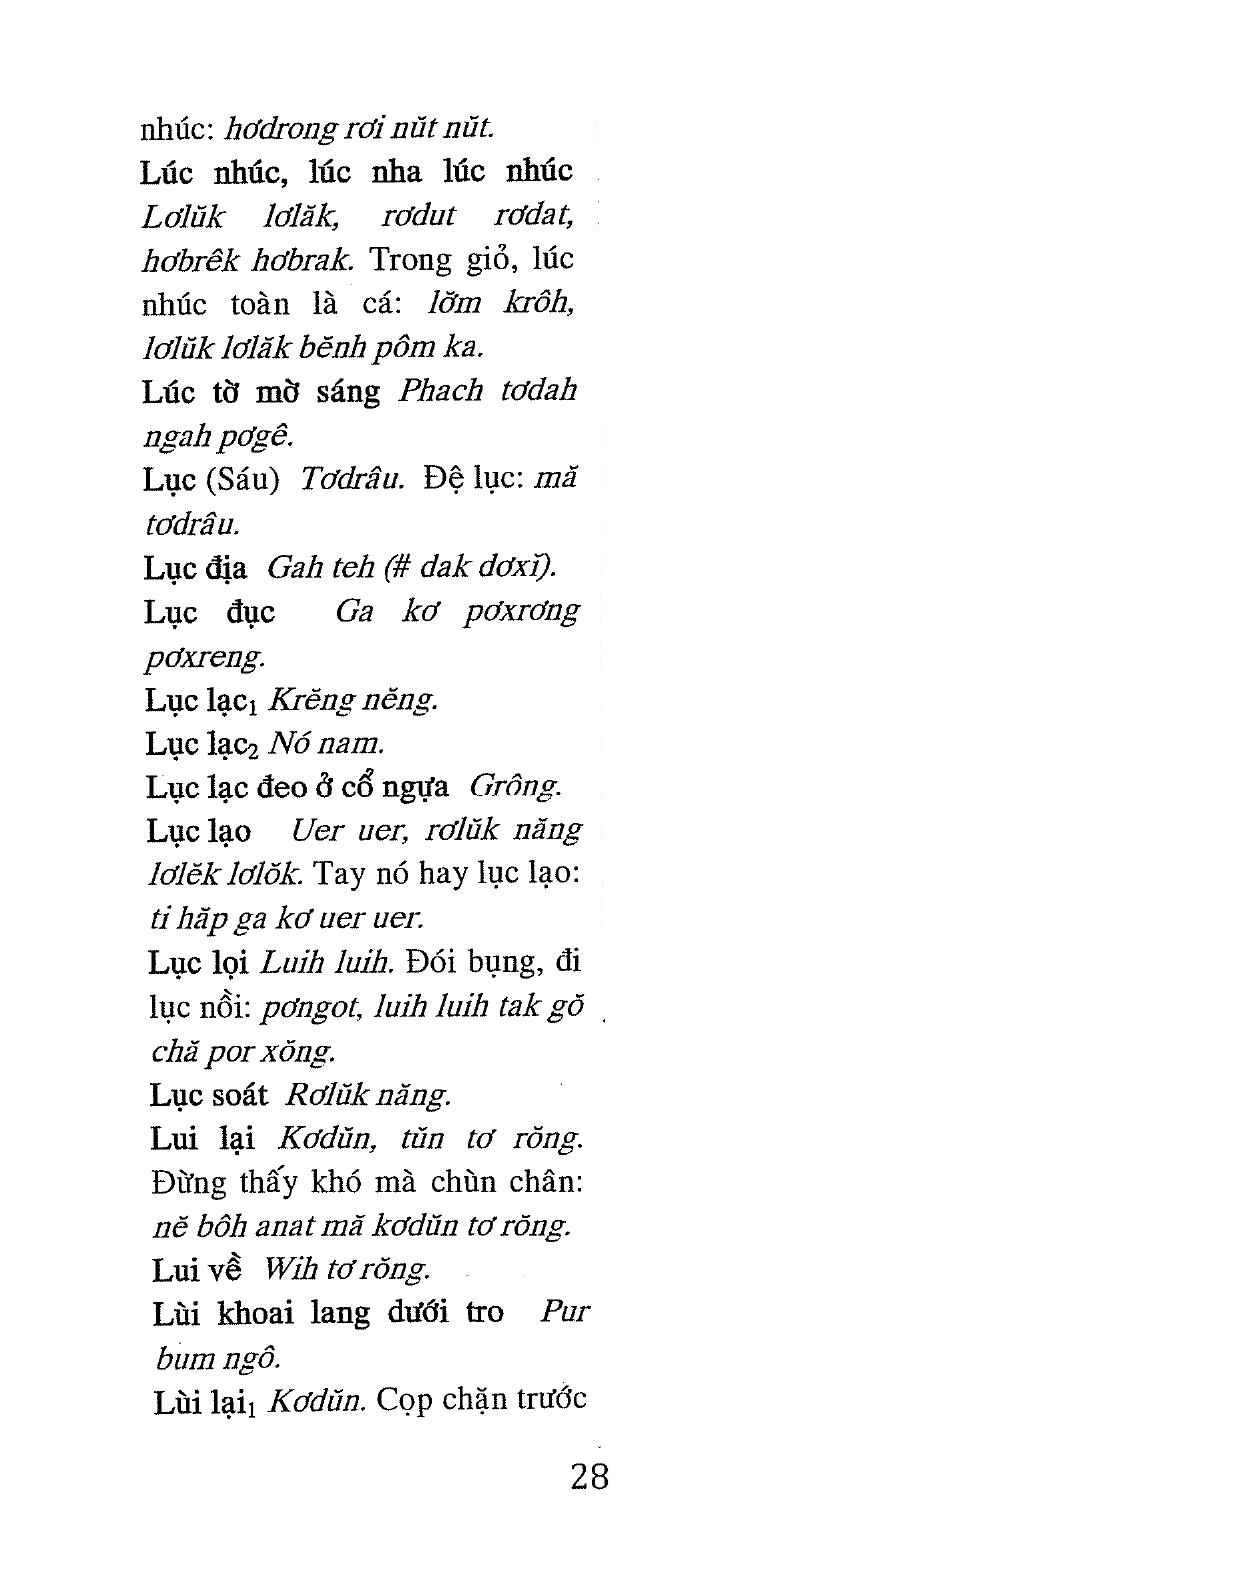 nhúc: hơdrong rơi nŭt nŭt.
Lúc nhúc, lúc nha lúc nhúc
Lơlŭk lơlăk, rơdut rơdat,
hơbrêk hơbrak. Trong giỏ, lúc
nhúc toàn là cá: lơ̆m krôh,
lơlŭk lơlăk bĕnh pôm ka.
Lúc tờ mờ sáng Phach tơdah
ngah pơgê.
Lục (Sáu) Tơdrâu. Đệ lục: mă
tơdrâu.
Lục địa Gah teh (# dak dơxĭ).
Lục đục Ga kơ pơxrơng
pơxreng.
Lục lạc₁ Krĕng nĕng.
Lục lạc₂ Nó nam.
Lục lạc đeo ở cổ ngựa Grông.
Lục lạo Uer uer, rơlŭk năng
lơlĕk lơlŏk. Tay nó hay lục lạo:
ti hăp ga kơ uer uer.
Lục lọi Luih luih. Đói bụng, đi
lục nồi: pơngot, luih luih tak gŏ
chă por xŏng.
Lục soát Rơlŭk năng.
Lui lại Kơdŭn, tŭn tơ rŏng.
Đừng thấy khó mà chùn chân:
nĕ bôh anat mă kơdŭn tơ rŏng.
Lui về Wih tơ rŏng.
Lùi khoai lang dưới tro Pur
bum ngô.
Lùi lại₁ Kơdŭn. Cọp chặn trước
28